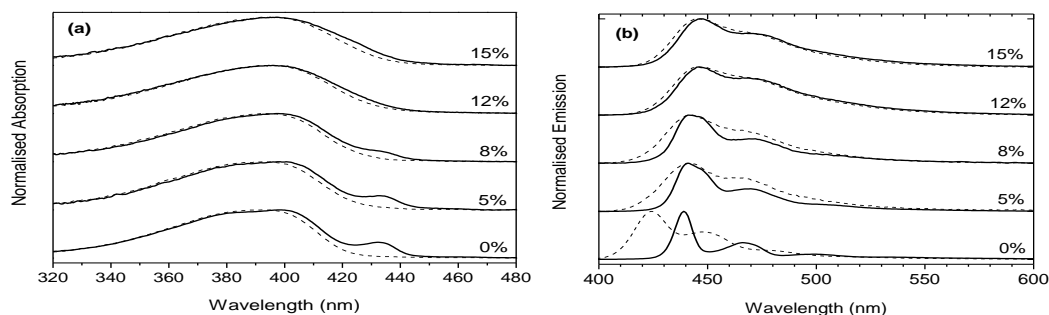 (a)
15%
12%
8%
5%
0%
Normalised Absorption
320 340 360 380 400 420 440 460 480
Wavelength (nm)
(b)
15%
12%
8%
5%
0%
Normalised Emission
400 450 500 550 600
Wavelength (nm)